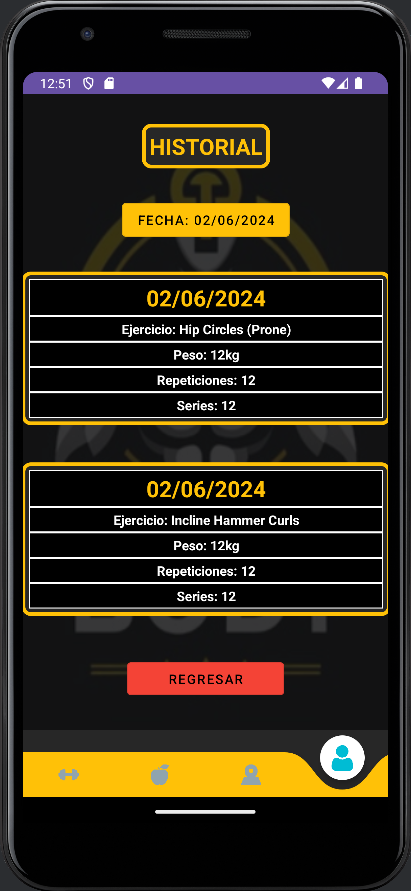 12:51
HISTORIAL
FECHA: 02/06/2024
02/06/2024
Ejercicio: Hip Circles (Prone)
Peso: 12kg
Repeticiones: 12
Series: 12
02/06/2024
Ejercicio: Incline Hammer Curls
Peso: 12kg
Repeticiones: 12
Series: 12
REGRESAR